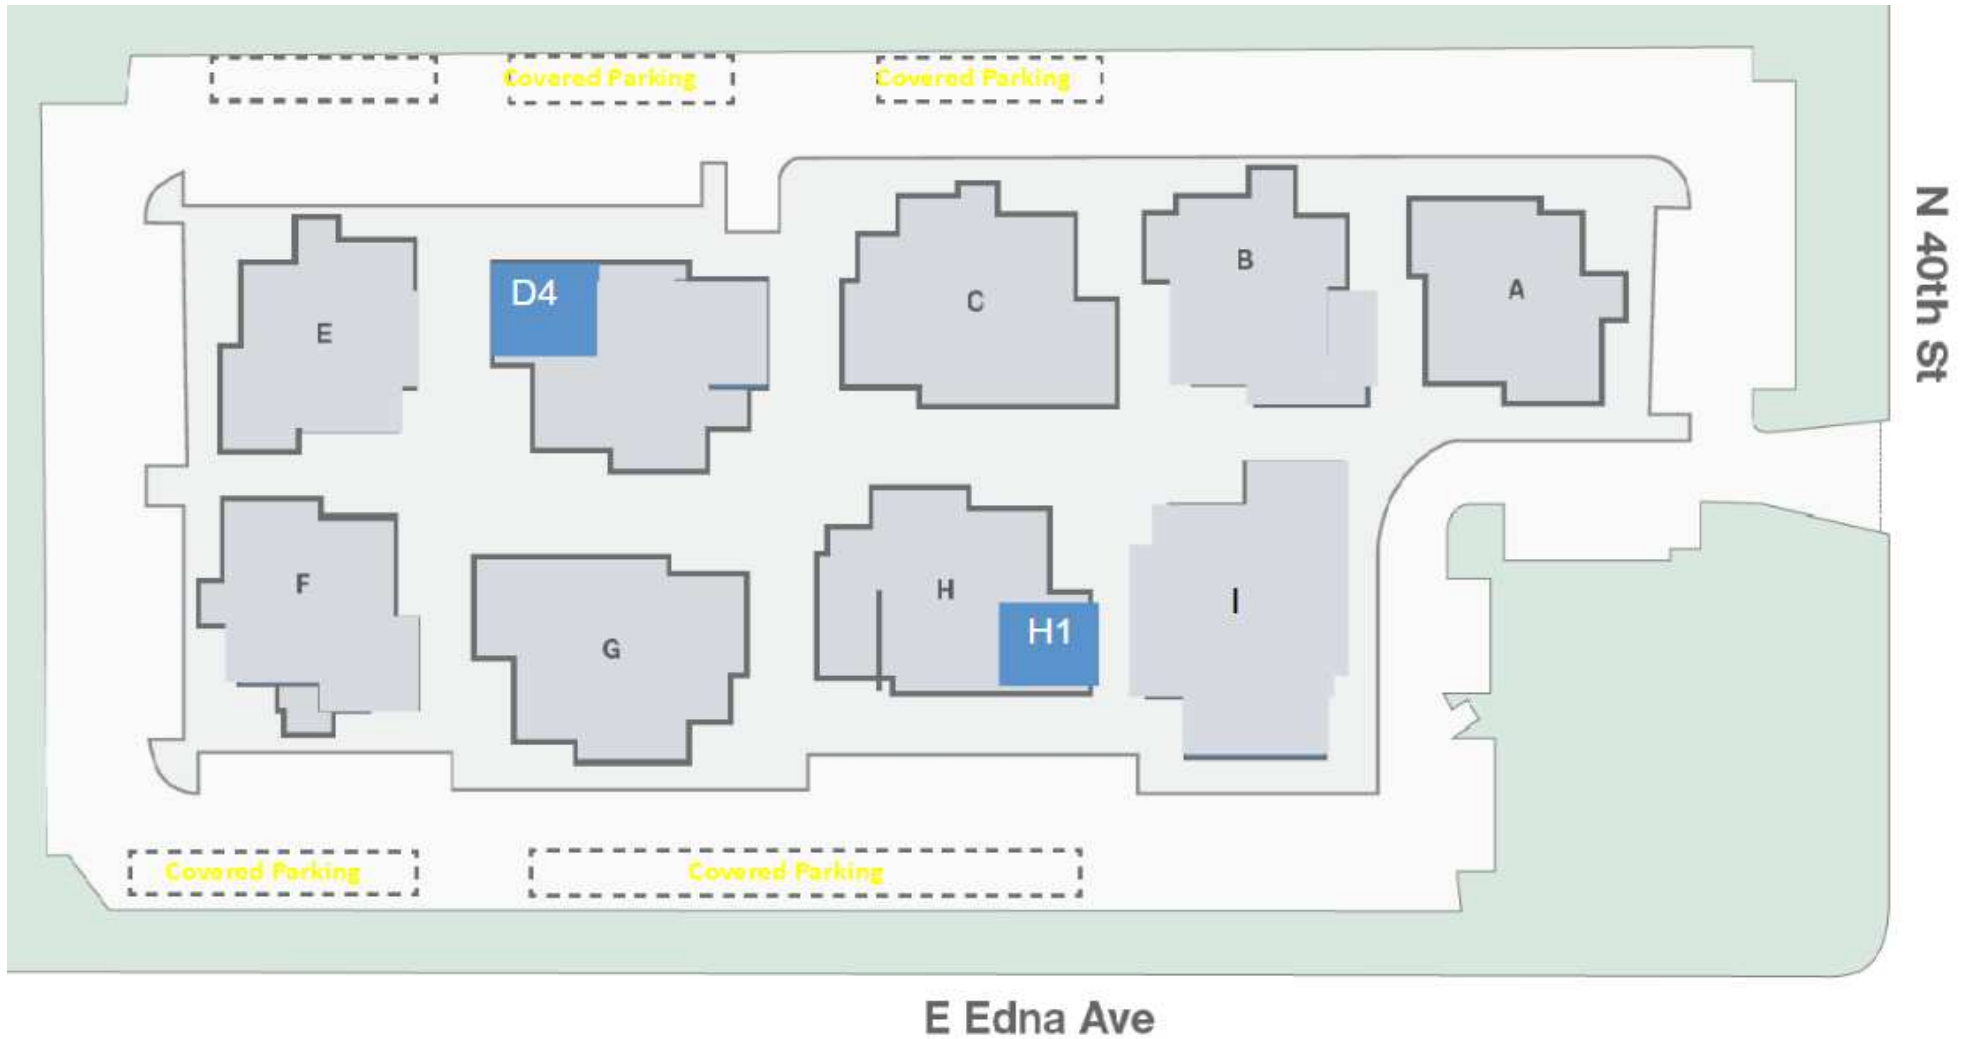 Covered Parking
Covered Parking
N 40th St
B
A
C
D4
E
F
H
I
H1
G
Covered Parking
Covered Parking
E Edna Ave